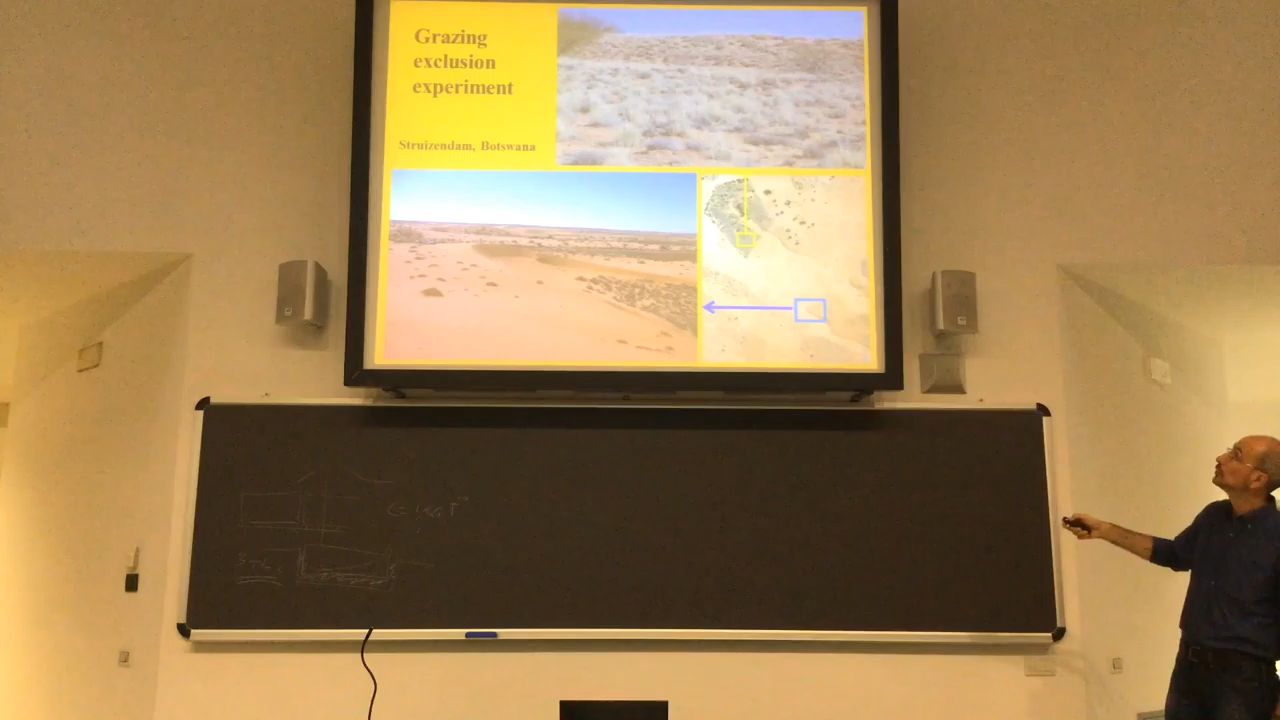 Grazing
exclusion
experiment
Struizendam, Botswana